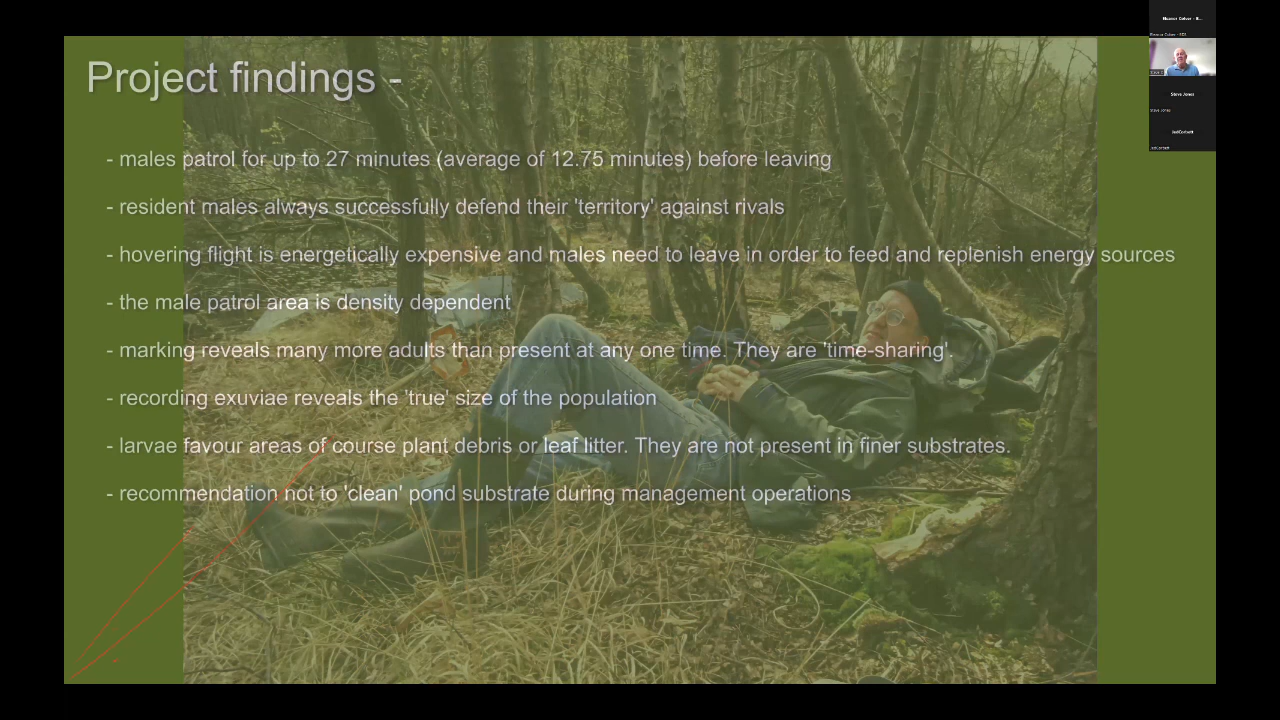 Project findings -
- males patrol for up to 27 minutes (average of 12.75 minutes) before leaving
- resident males always successfully defend their 'territory' against rivals
- hovering flight is energetically expensive and males need to leave in order to feed and replenish energy sources
- the male patrol area is density dependent
- marking reveals many more adults than present at any one time. They are 'time-sharing'.
- recording exuviae reveals the 'true' size of the population
- larvae favour areas of course plant debris or leaf litter. They are not present in finer substrates.
- recommendation not to 'clean' pond substrate during management operations
Steve Jones
Steve Jones
JedCorbett
JedCorbett